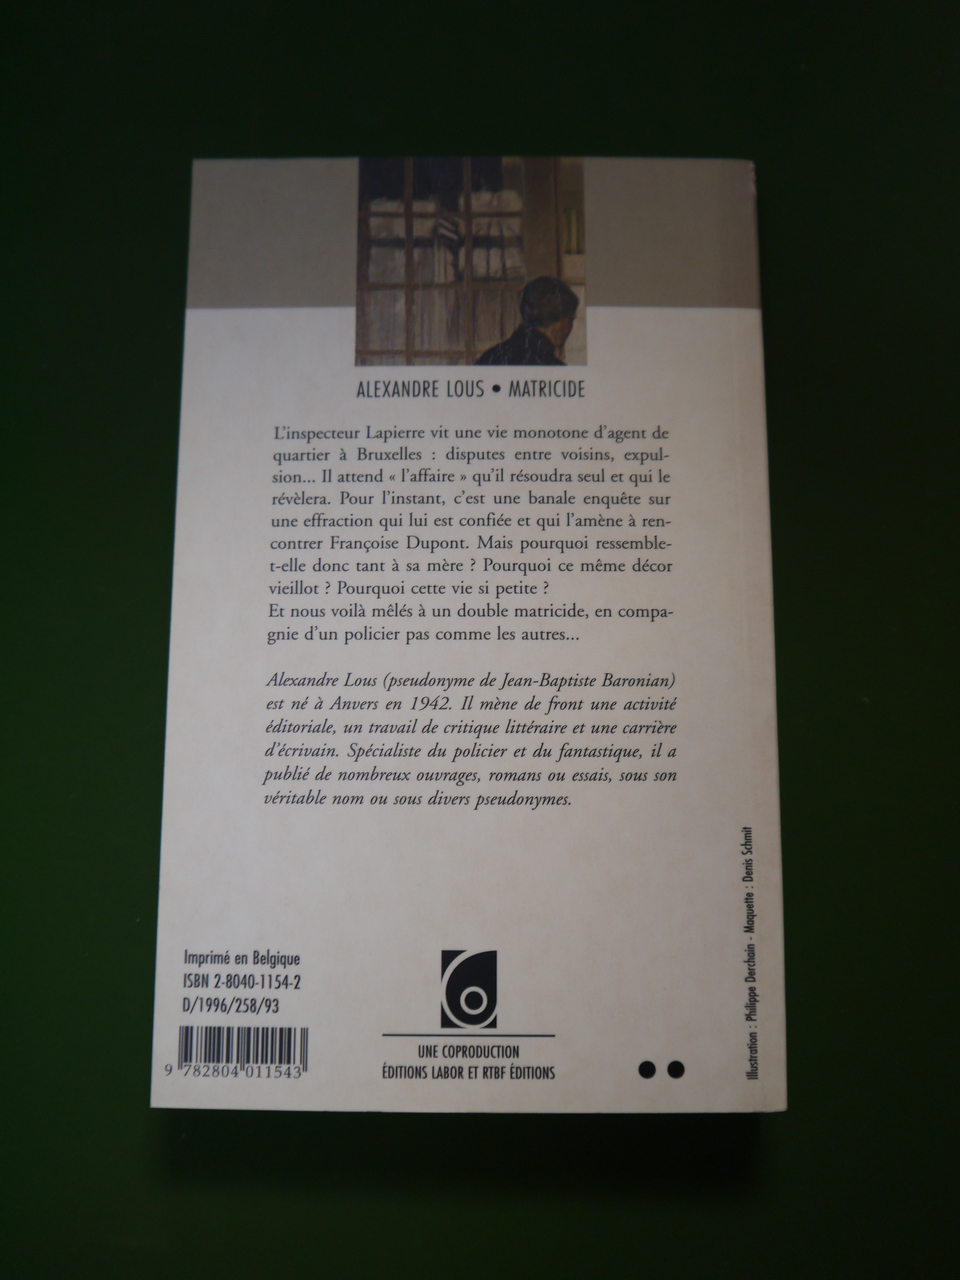 ALEXANDRE LOUS • MATRICIDE
L'inspecteur Lapierre vit une vie monotone d'agent de
quartier à Bruxelles : disputes entre voisins, expul-
sion... Il attend « l'affaire » qu'il résoudra seul et qui le
révèlera. Pour l'instant, c'est une banale enquête sur
une effraction qui lui est confiée et qui l'amène à ren-
contrer Françoise Dupont. Mais pourquoi ressemble-
t-elle donc tant à sa mère ? Pourquoi ce même décor
vieillot ? Pourquoi cette vie si petite ?
Et nous voilà mêlés à un double matricide, en compa-
gnie d'un policier pas comme les autres...
Alexandre Lous (pseudonyme de Jean-Baptiste Baronian)
est né à Anvers en 1942. Il mène de front une activité
éditoriale, un travail de critique littéraire et une carrière
d'écrivain. Spécialiste du policier et du fantastique, il a
publié de nombreux ouvrages, romans ou essais, sous son
véritable nom ou sous divers pseudonymes.
Imprimé en Belgique
ISBN 2-8040-1154-2
D/1996/258/93
9 782804 011543
UNE COPRODUCTION
ÉDITIONS LABOR ET RTBF ÉDITIONS
Illustration : Philippe Derchain - Maquette : Denis Schmit